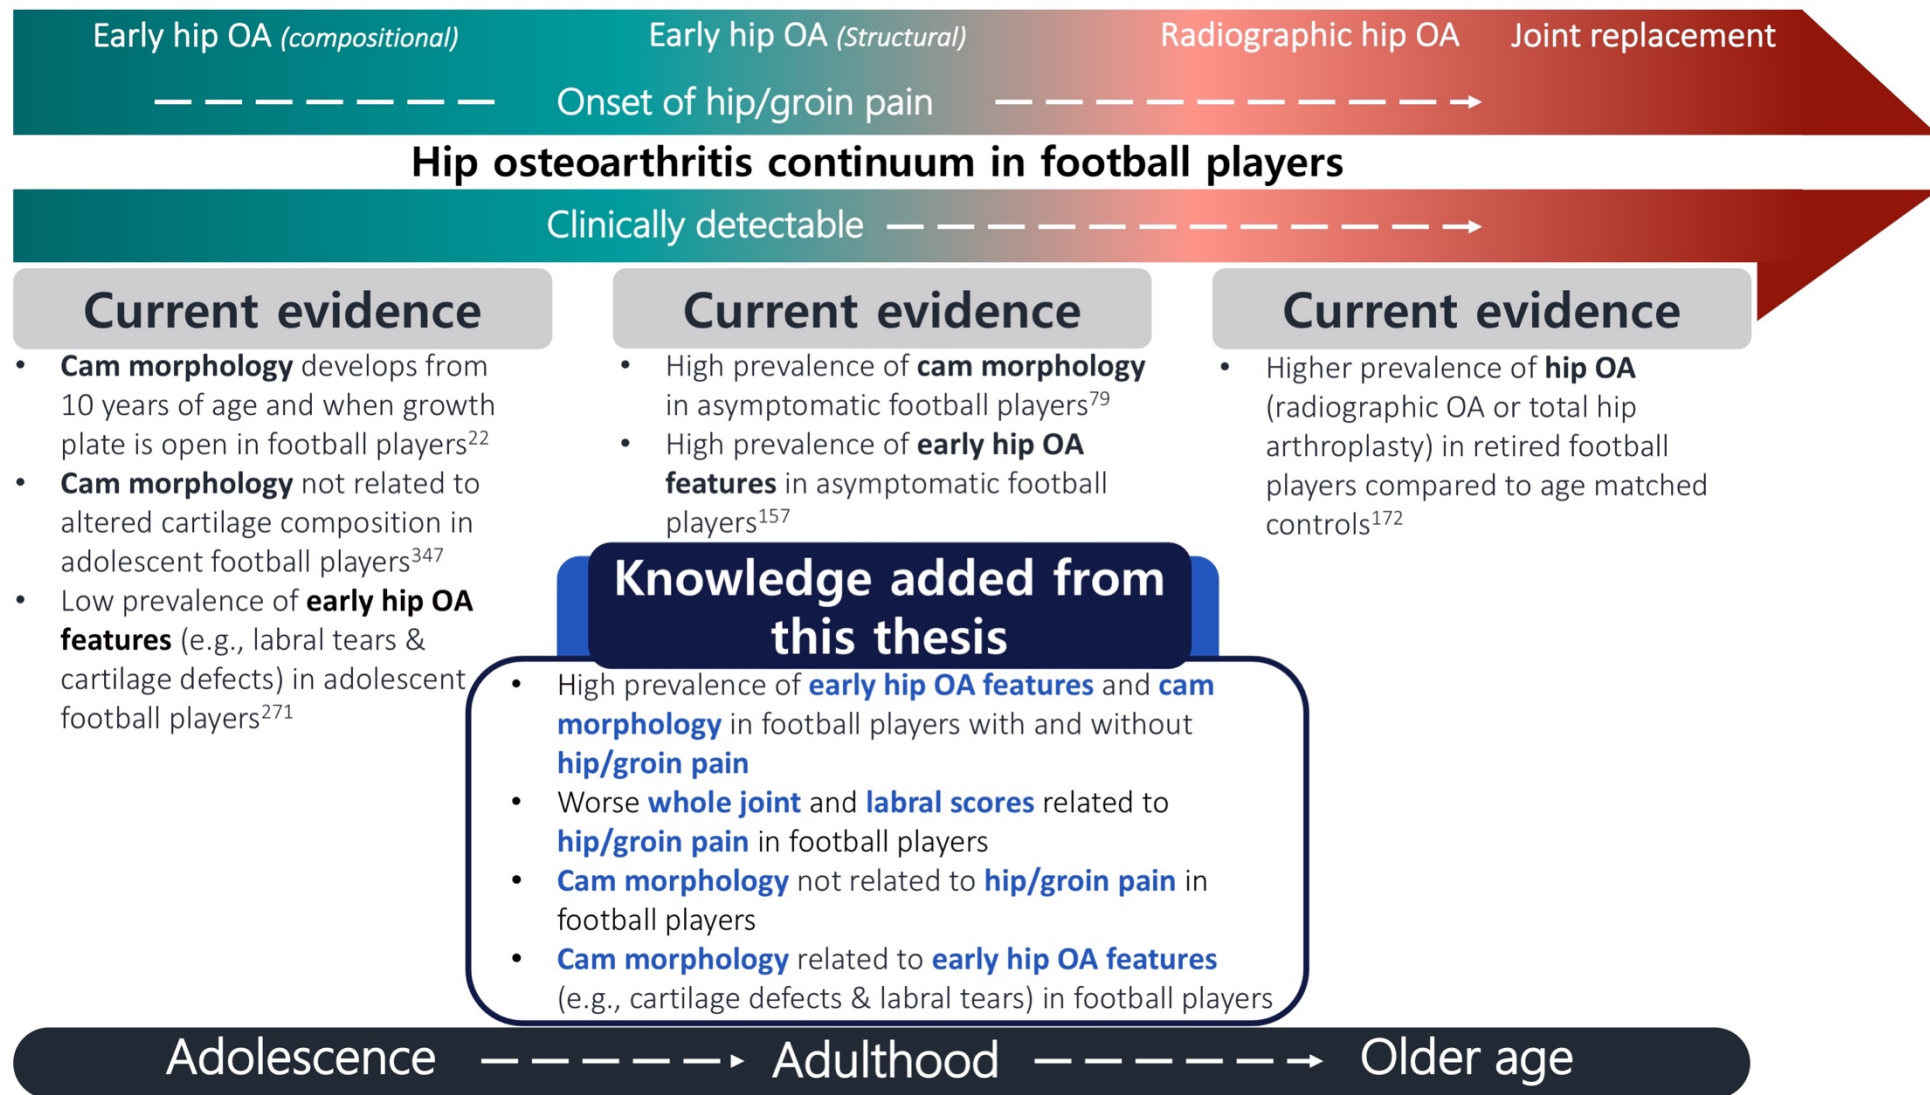 Early hip OA (compositional) Early hip OA (Structural) Radiographic hip OA Joint replacement
Onset of hip/groin pain
Hip osteoarthritis continuum in football players
Clinically detectable
Current evidence
• Cam morphology develops from
10 years of age and when growth
plate is open in football players22
• Cam morphology not related to
altered cartilage composition in
adolescent football players347
• Low prevalence of early hip OA
features (e.g., labral tears &
cartilage defects) in adolescent
football players271
Current evidence
• High prevalence of cam morphology
in asymptomatic football players79
• High prevalence of early hip OA
features in asymptomatic football
players157
Current evidence
• Higher prevalence of hip OA
(radiographic OA or total hip
arthroplasty) in retired football
players compared to age matched
controls172
Knowledge added from
this thesis
• High prevalence of early hip OA features and cam
morphology in football players with and without
hip/groin pain
• Worse whole joint and labral scores related to
hip/groin pain in football players
• Cam morphology not related to hip/groin pain in
football players
• Cam morphology related to early hip OA features
(e.g., cartilage defects & labral tears) in football players
Adolescence Adulthood Older age